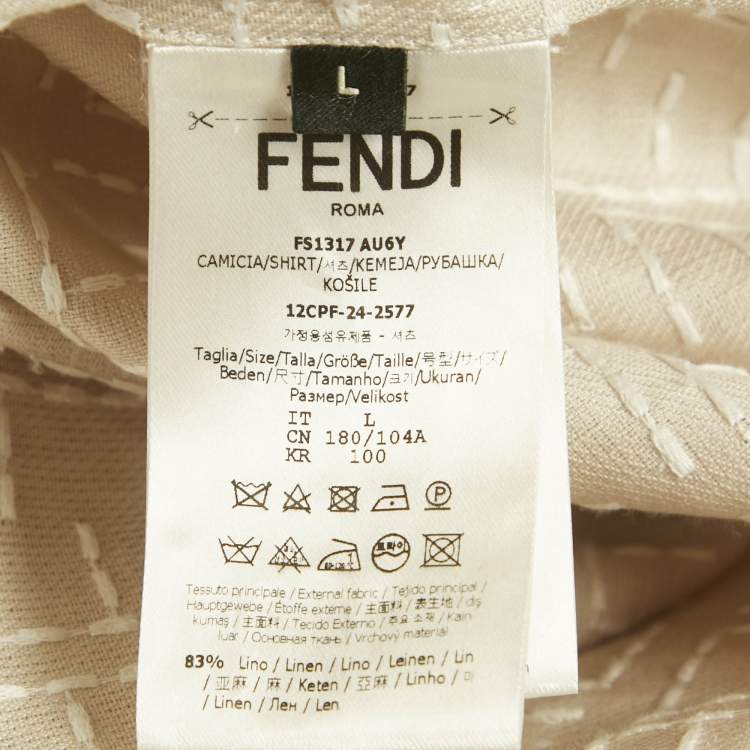 L
FENDI
ROMA
FS1317 AU6Y
CAMICIA/SHIRT/셔츠/KEMEJA/РУБАШКА/
KOŠILE
12CPF-24-2577
가정용섬유제품 - 셔츠
Taglia/Size/Talla/Größe/Taille/号型/サイズ/
Beden/尺寸/Tamanho/크기/Ukuran/
Размер/Velikost
IT L
CN 180/104A
KR 100
P
드라이
Tessuto principale / External fabric / Tejido principal /
Hauptgewebe / Étoffe externe / 主面料 / 表生地 / diş
kumaş / 主面料 / Tecido Externo / 주요 소재 / Kain
luar / Основная ткань / Vrchový materiál
83% Lino / Linen / Lino / Leinen / Lin
/ 亚麻 / 麻 / Keten / 亞麻 / Linho / 마
/ Linen / Лен / Len